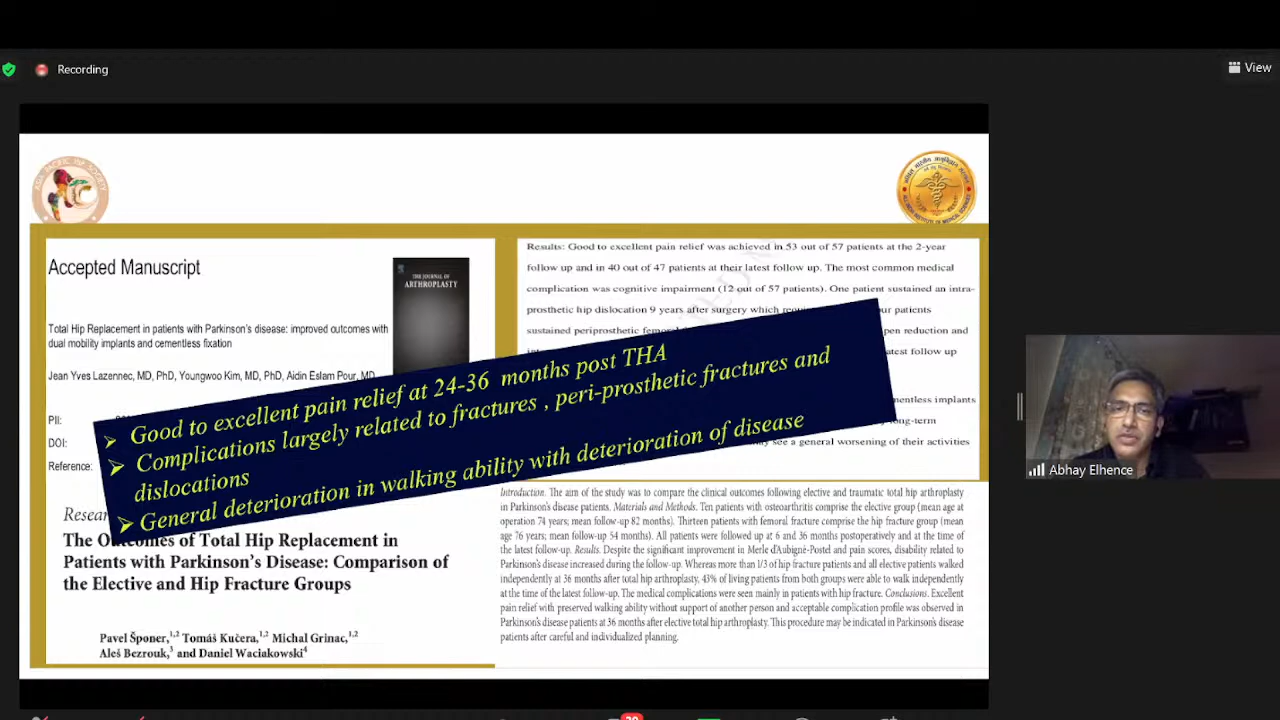 Recording
View
ASIA PACIFIC HIP SOCIETY
Accepted Manuscript
THE JOURNAL OF
ARTHROPLASTY
Total Hip Replacement in patients with Parkinson's disease: improved outcomes with
dual mobility implants and cementless fixation
Jean Yves Lazennec, MD, PhD, Youngwoo Kim, MD, PhD, Aidin Eslam Pour, MD
PII:
DOI:
Reference:
Results: Good to excellent pain relief was achieved in 53 out of 57 patients at the 2-year
follow up and in 40 out of 47 patients at their latest follow up. The most common medical
complication was cognitive impairment (12 out of 57 patients). One patient sustained an intra-
prosthetic hip dislocation 9 years after surgery which
patients
sustained periprosthetic
reduction and
latest follow up
implants
long-term
see a general worsening of their activities
➢ Good to excellent pain relief at 24-36 months post THA
➢ Complications largely related to fractures , peri-prosthetic fractures and
dislocations
➢ General deterioration in walking ability with deterioration of disease
The Outcomes of Total Hip Replacement in
Patients with Parkinson's Disease: Comparison of
the Elective and Hip Fracture Groups
Pavel Šponer,1,2 Tomáš Kučera,1,2 Michal Grinac,1,2
Aleš Bezrouk,3 and Daniel Waciakowski4
Introduction. The aim of the study was to compare the clinical outcomes following elective and traumatic total hip arthroplasty
in Parkinson's disease patients. Materials and Methods. Ten patients with osteoarthritis comprise the elective group (mean age at
operation 74 years; mean follow-up 82 months). Thirteen patients with femoral fracture comprise the hip fracture group (mean
age 76 years; mean follow-up 54 months). All patients were followed up at 6 and 36 months postoperatively and at the time of
the latest follow-up. Results. Despite the significant improvement in Merle d'Aubigné-Postel and pain scores, disability related to
Parkinson's disease increased during the follow-up. Whereas more than 1/3 of hip fracture patients and all elective patients walked
independently at 36 months after total hip arthroplasty, 43% of living patients from both groups were able to walk independently
at the time of the latest follow-up. The medical complications were seen mainly in patients with hip fracture. Conclusions. Excellent
pain relief with preserved walking ability without support of another person and acceptable complication profile was observed in
Parkinson's disease patients at 36 months after elective total hip arthroplasty. This procedure may be indicated in Parkinson's disease
patients after careful and individualized planning.
Abhay Elhence